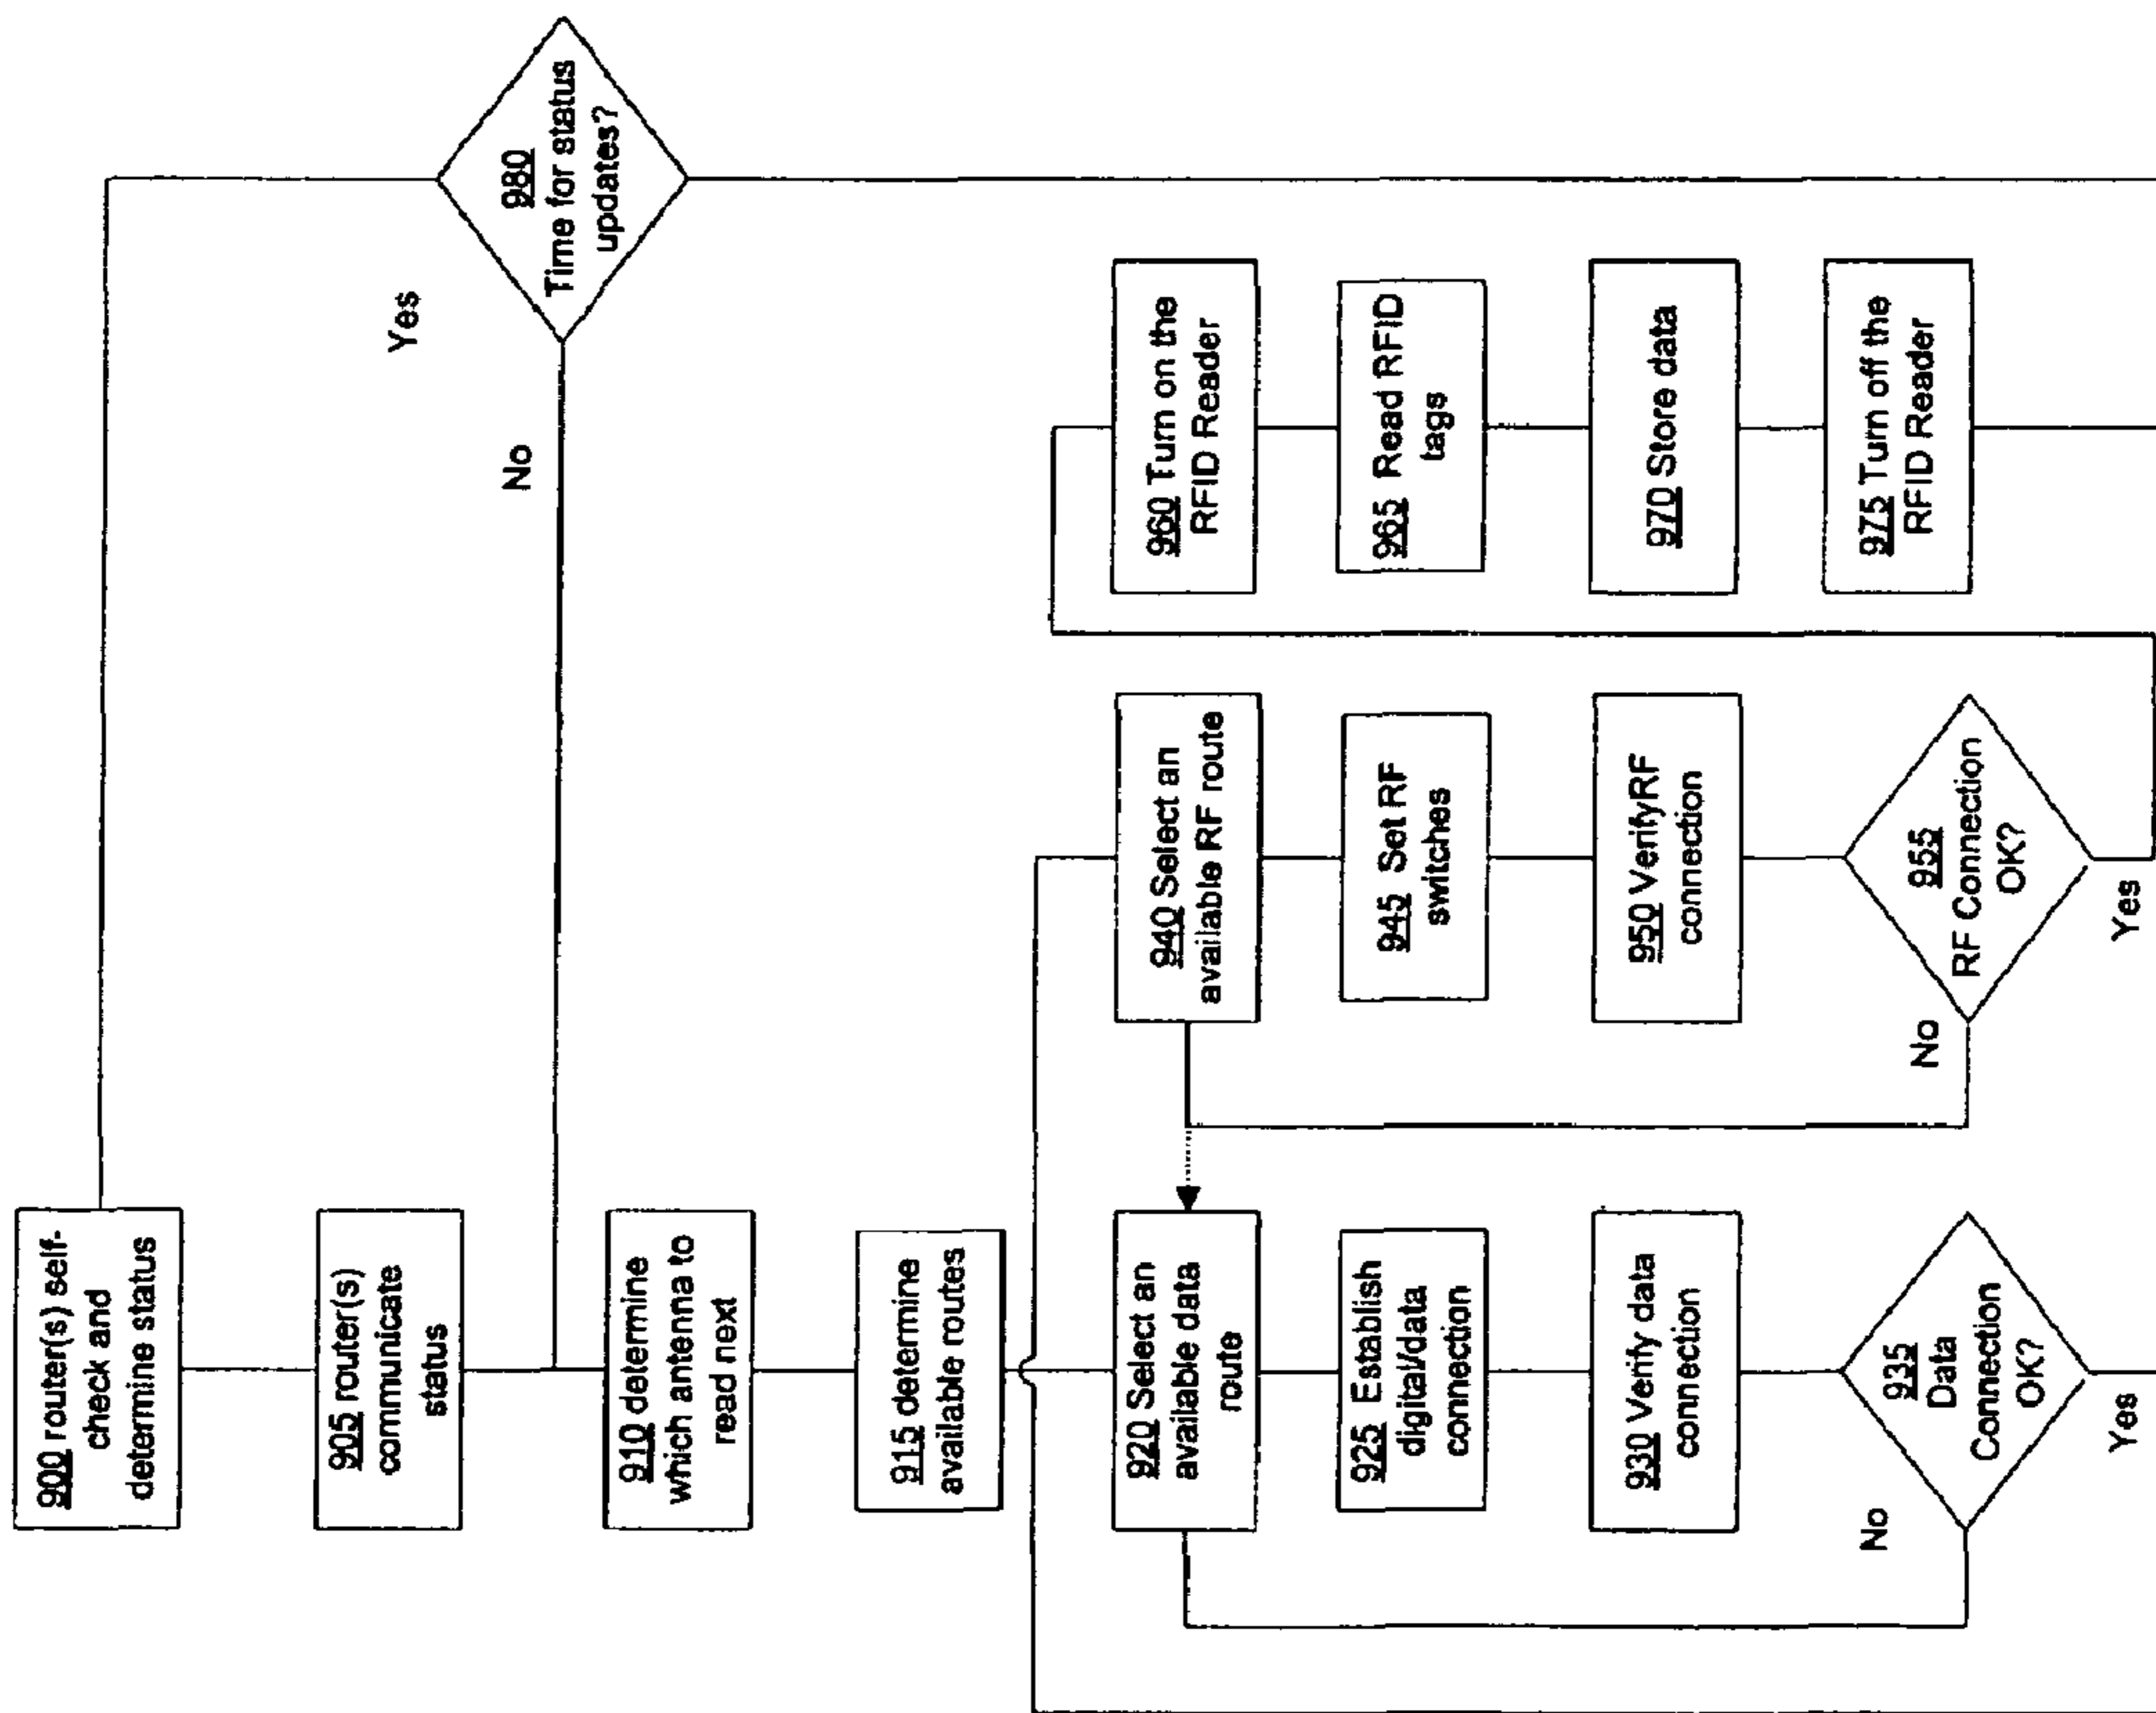 900 router(s) self-
check and
determine status
905 router(s)
communicate
status
910 determine
which antenna to
read next
915 determine
available routes
920 Select an
available data
route
925 Establish
digital/data
connection
930 Verify data
connection
935
Data
Connection
OK?
No
Yes
940 Select an
available RF route
945 Set RF
switches
950 VerifyRF
connection
955
RF Connection
OK?
No
Yes
960 Turn on the
RFID Reader
965 Read RFID
tags
970 Store data
975 Turn off the
RFID Reader
980
Time for status
updates?
Yes
No